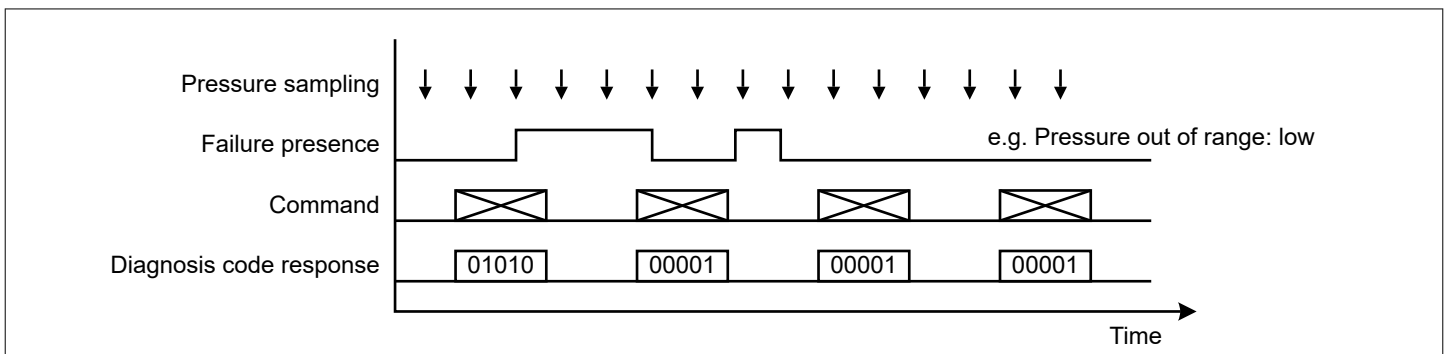 Pressure sampling
Failure presence
e.g. Pressure out of range: low
Command
Diagnosis code response
01010
00001
00001
00001
Time